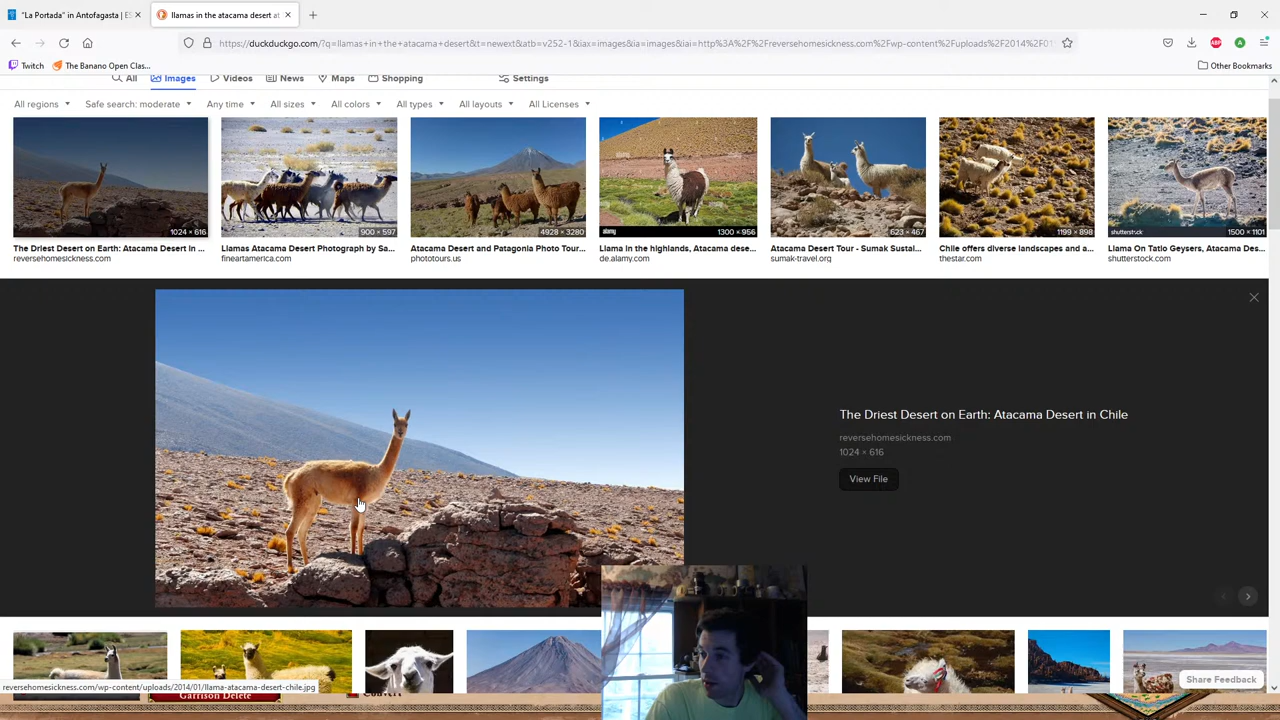 "La Portada" in Antofagasta | ES
llamas in the atacama desert at
https://duckduckgo.com/?q=llamas+in+the+atacama+desert&t=newext&atb=v252-1&iax=images&ia=images&iai=http%3A%2F%2Freversehomesickness.com%2Fwp-content%2Fuploads%2F2014%2F01
Twitch
The Banano Open Clas...
Other Bookmarks
All
Images
Videos
News
Maps
Shopping
Settings
All regions
Safe search: moderate
Any time
All sizes
All colors
All types
All layouts
All Licenses
1024 × 616
900 × 597
4928 × 3280
alamy
1300 × 956
623 × 467
1199 × 898
shutterstock
1500 × 1101
The Driest Desert on Earth: Atacama Desert in ...
Llamas Atacama Desert Photograph by Sa...
Atacama Desert and Patagonia Photo Tour...
Llama in the highlands, Atacama dese...
Atacama Desert Tour - Sumak Sustai...
Chile offers diverse landscapes and a...
Llama On Tatio Geysers, Atacama Des...
reversehomesickness.com
fineartamerica.com
phototours.us
de.alamy.com
sumak-travel.org
thestar.com
shutterstock.com
The Driest Desert on Earth: Atacama Desert in Chile
reversehomesickness.com
1024 × 616
View File
Share Feedback
reversehomesickness.com/wp-content/uploads/2014/01/llama-atacama-desert-chile.jpg
Garrison Delete
Convert